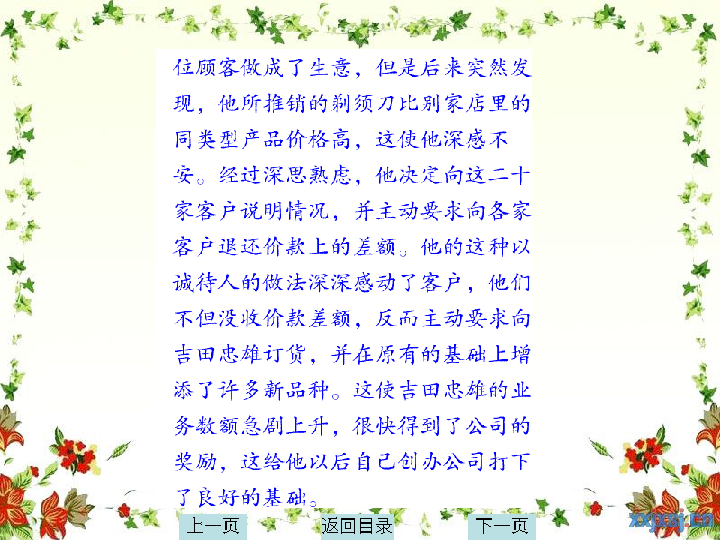 位顾客做成了生意，但是后来突然发
现，他所推销的剃须刀比别家店里的
同类型产品价格高，这使他深感不
安。经过深思熟虑，他决定向这二十
家客户说明情况，并主动要求向各家
客户退还价款上的差额。他的这种以
诚待人的做法深深感动了客户，他们
不但没收价款差额，反而主动要求向
吉田忠雄订货，并在原有的基础上增
添了许多新品种。这使吉田忠雄的业
务数额急剧上升，很快得到了公司的
奖励，这给他以后自己创办公司打下
了良好的基础。
上一页 返回目录 下一页